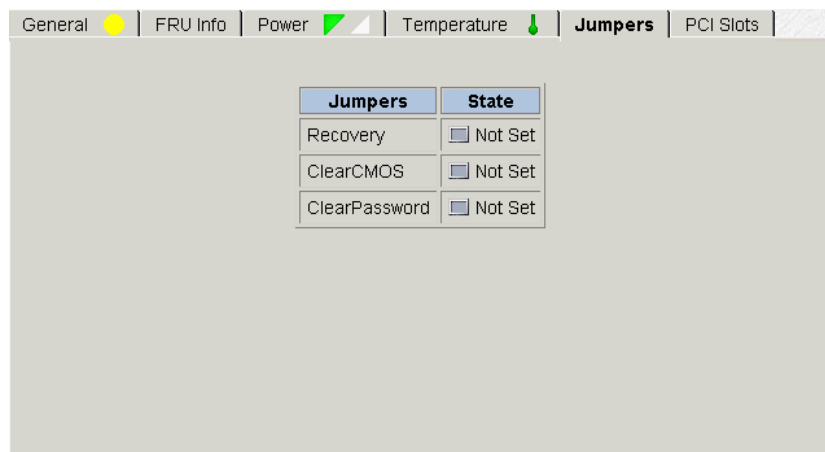 General FRU Info Power Temperature Jumpers PCI Slots
Jumpers State
Recovery Not Set
ClearCMOS Not Set
ClearPassword Not Set